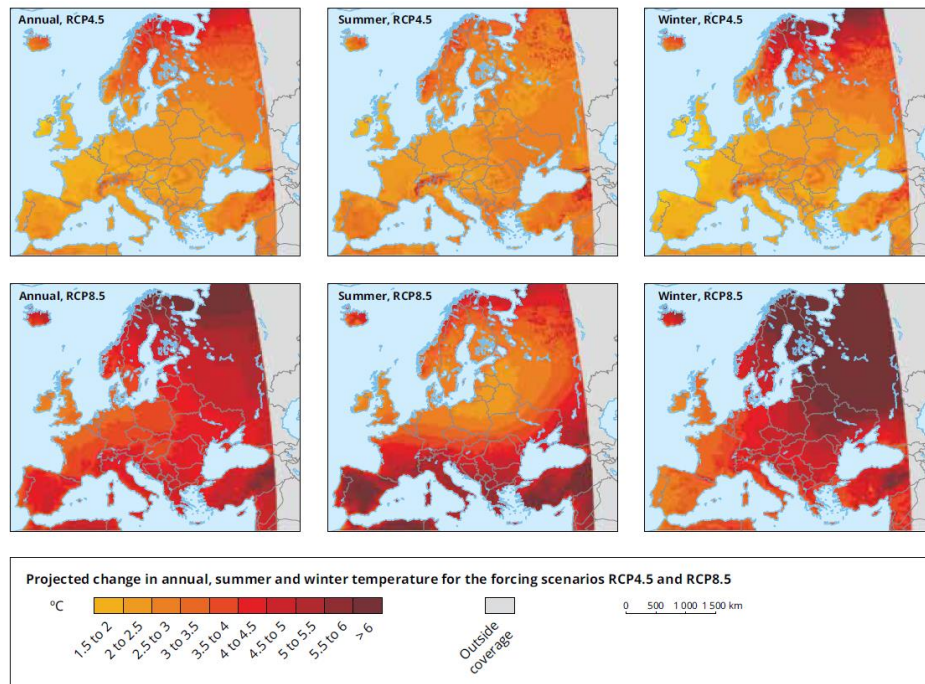 Annual, RCP4.5
Summer, RCP4.5
Winter, RCP4.5
Annual, RCP8.5
Summer, RCP8.5
Winter, RCP8.5
Projected change in annual, summer and winter temperature for the forcing scenarios RCP4.5 and RCP8.5
ºC
1.5 to 2
2 to 2.5
2.5 to 3
3 to 3.5
3.5 to 4
4 to 4.5
4.5 to 5
5 to 5.5
5.5 to 6
> 6
Outside
coverage
0 500 1 000 1 500 km